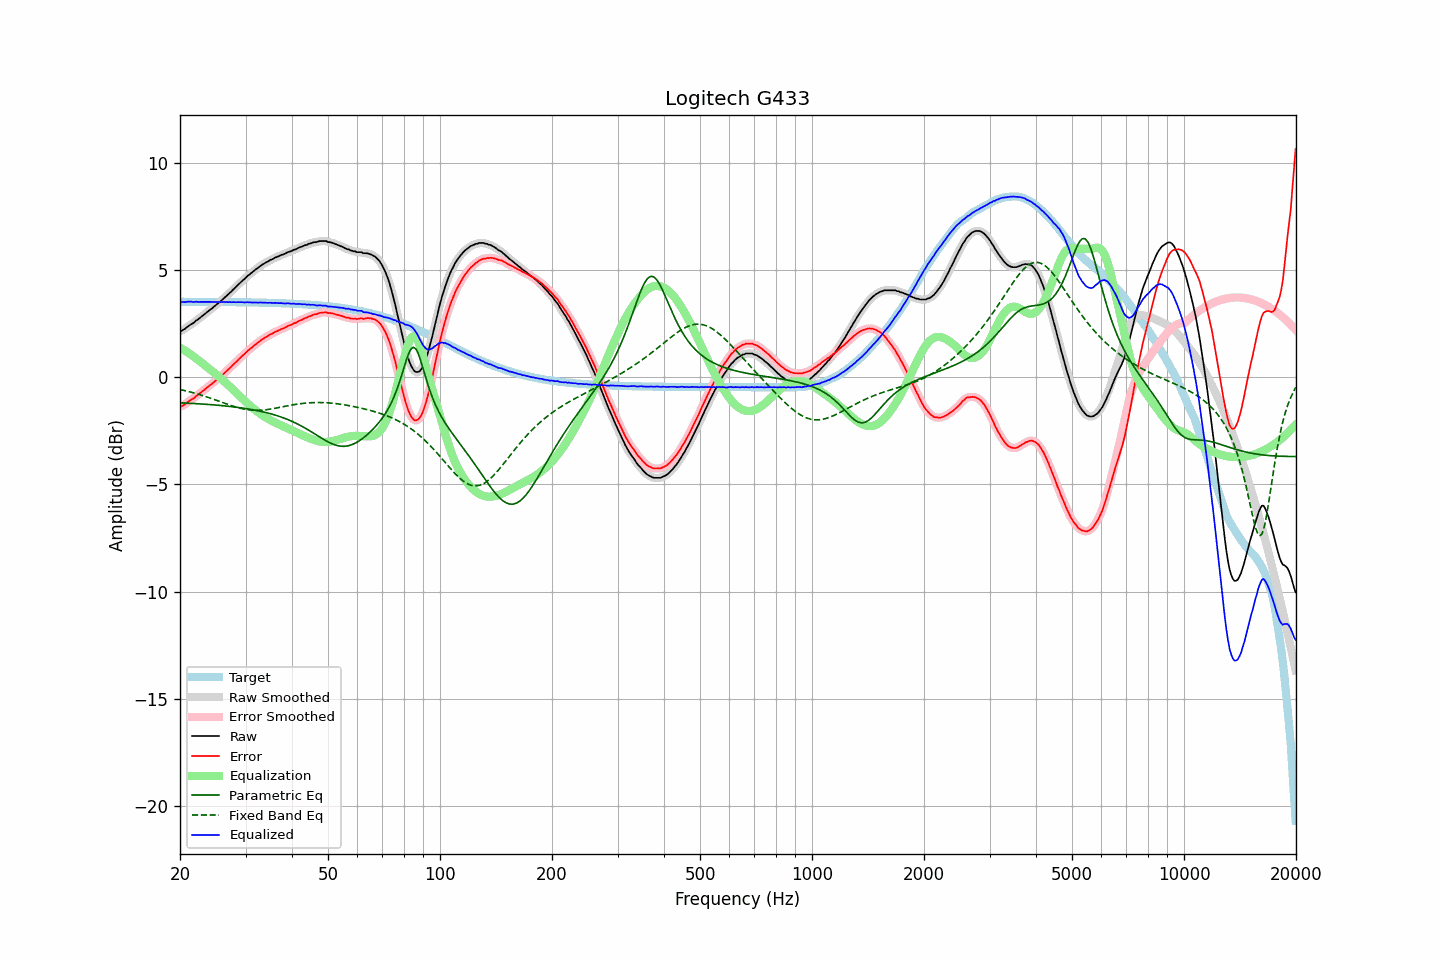 Logitech G433
Amplitude (dBr)
10
5
0
−5
−10
−15
−20
Target
Raw Smoothed
Error Smoothed
Raw
Error
Equalization
Parametric Eq
Fixed Band Eq
Equalized
20 50 100 200 500 1000 2000 5000 10000 20000
Frequency (Hz)